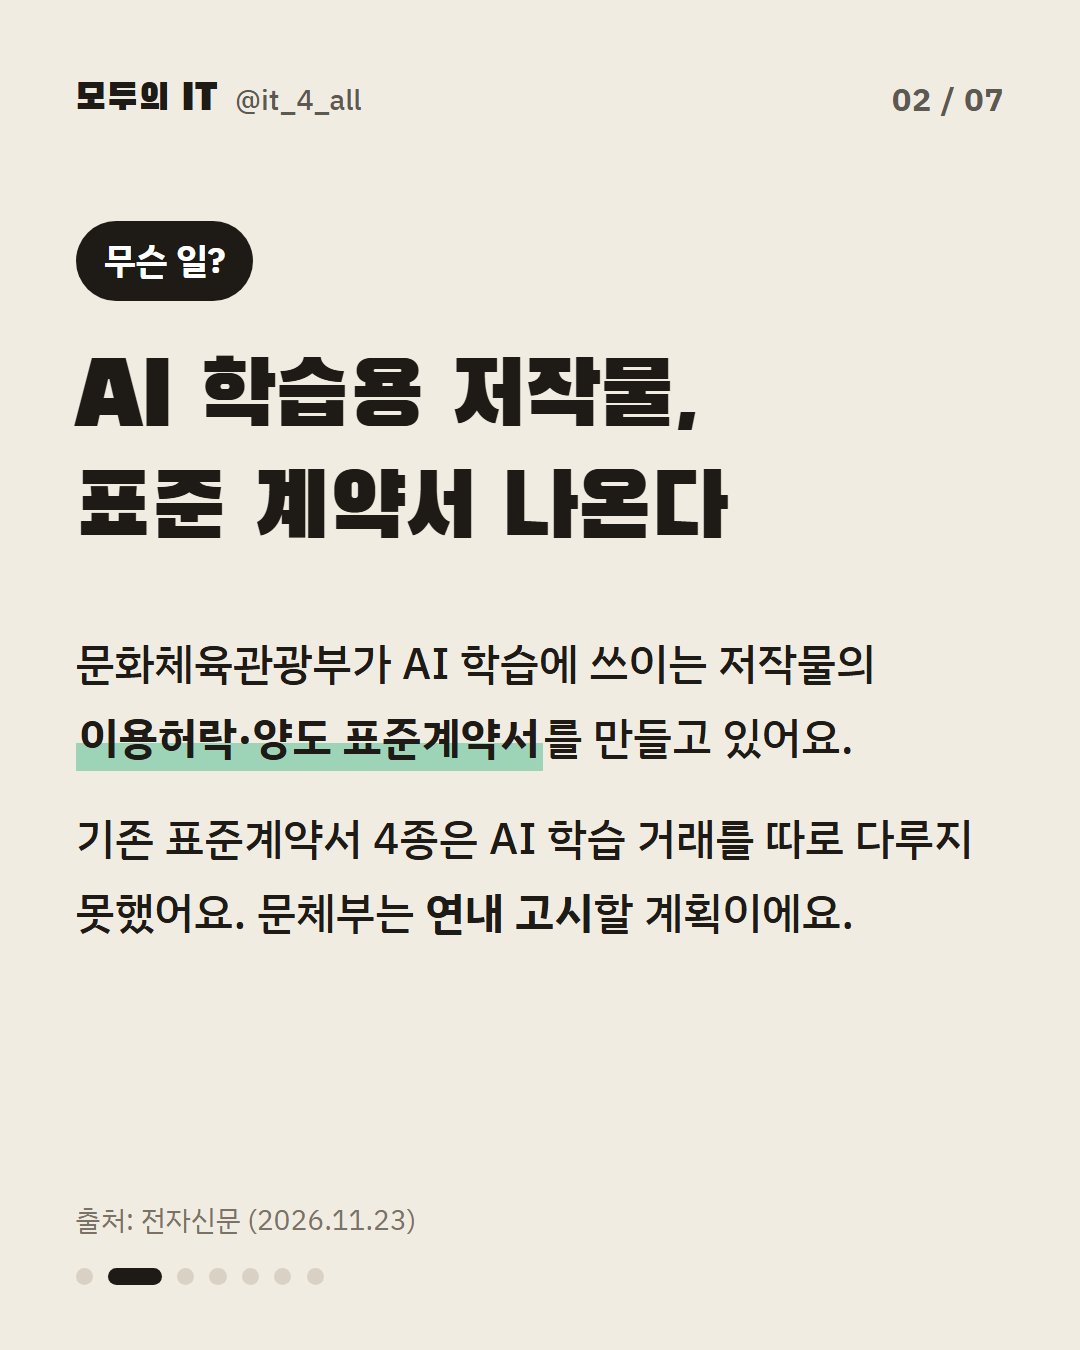 모두의 IT @it_4_all
02 / 07
무슨 일?
AI 학습용 저작물,
표준 계약서 나온다
문화체육관광부가 AI 학습에 쓰이는 저작물의
이용허락·양도 표준계약서를 만들고 있어요.
기존 표준계약서 4종은 AI 학습 거래를 따로 다루지
못했어요. 문체부는 연내 고시할 계획이에요.
출처: 전자신문 (2026.11.23)